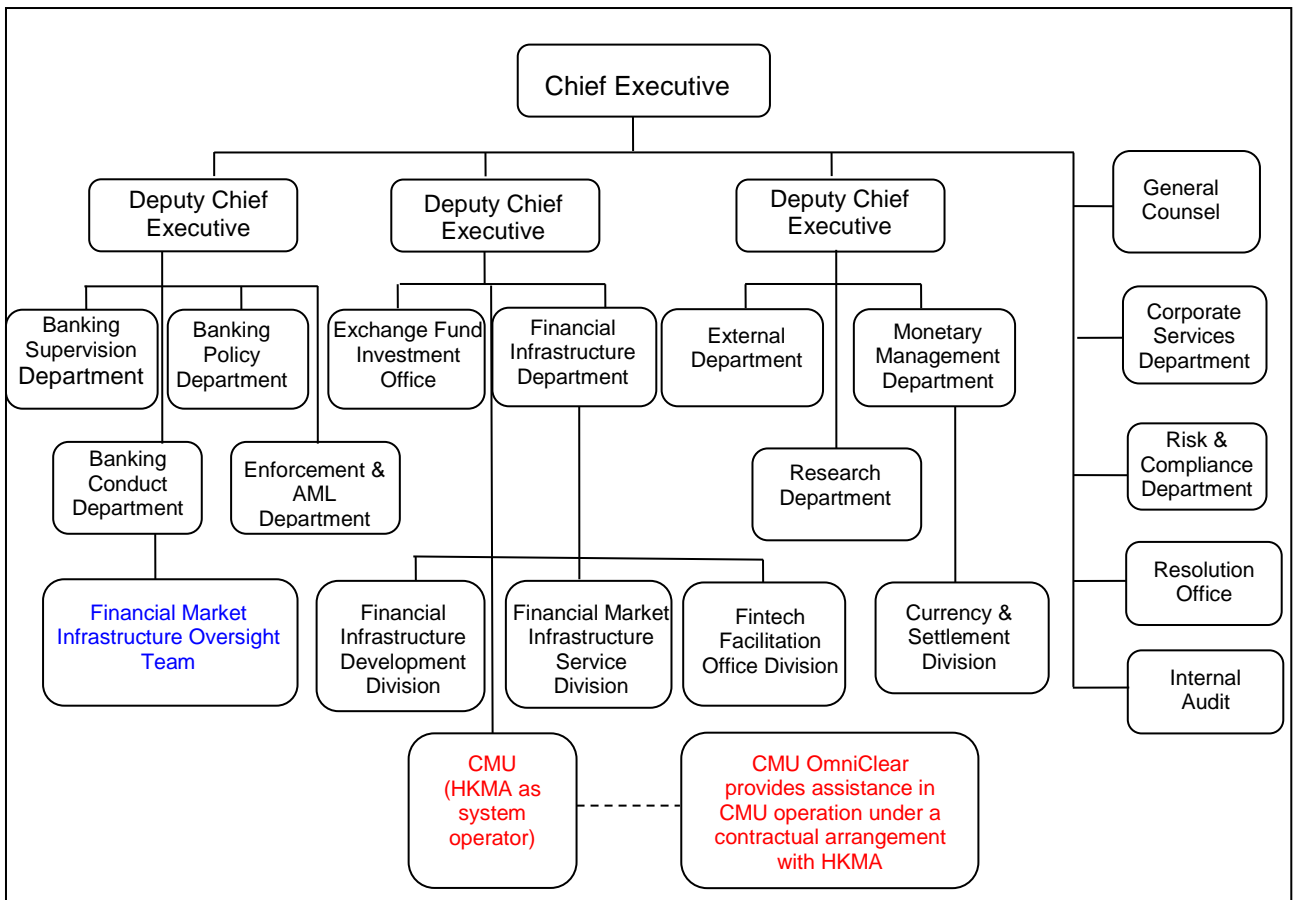 Chief Executive
Deputy Chief
Executive
Deputy Chief
Executive
Deputy Chief
Executive
General
Counsel
Banking
Supervision
Department
Banking
Policy
Department
Exchange Fund
Investment
Office
Financial
Infrastructure
Department
External
Department
Monetary
Management
Department
Corporate
Services
Department
Banking
Conduct
Department
Enforcement &
AML
Department
Research
Department
Risk &
Compliance
Department
Financial Market
Infrastructure Oversight
Team
Financial
Infrastructure
Development
Division
Financial Market
Infrastructure
Service
Division
Fintech
Facilitation
Office Division
Currency &
Settlement
Division
Resolution
Office
Internal
Audit
CMU
(HKMA as
system
operator)
CMU OmniClear
provides assistance in
CMU operation under a
contractual arrangement
with HKMA